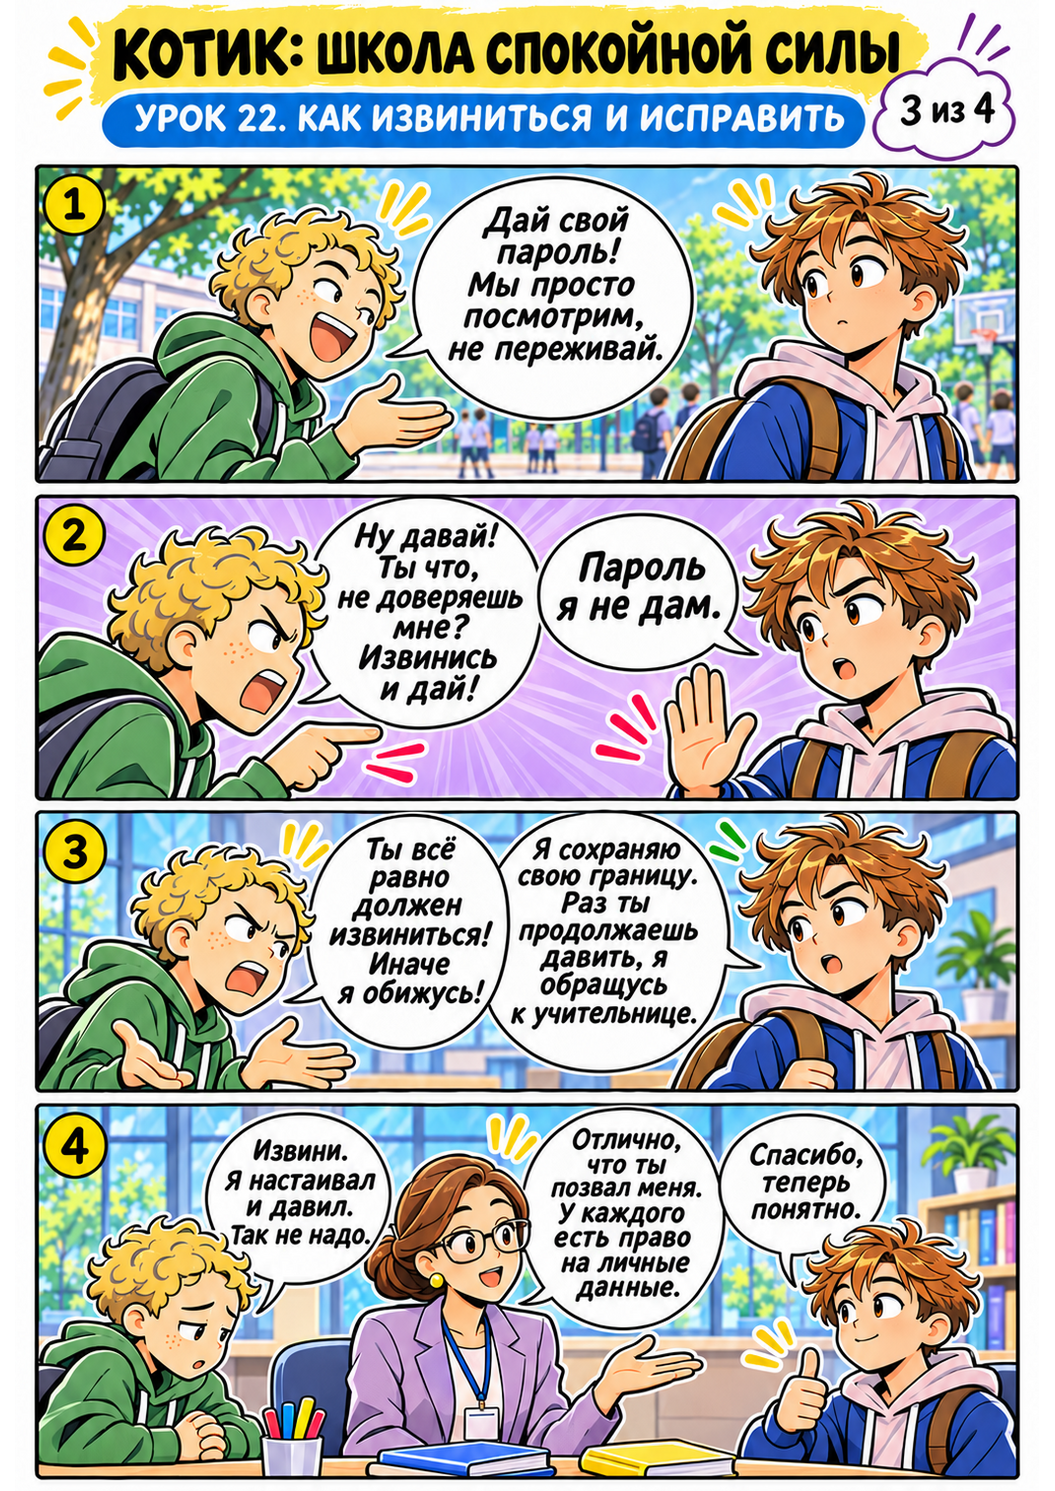 КОТИК: ШКОЛА СПОКОЙНОЙ СИЛЫ
УРОК 22. КАК ИЗВИНИТЬСЯ И ИСПРАВИТЬ
3 из 4
1
Дай свой
пароль!
Мы просто
посмотрим,
не переживай.
2
Ну давай!
Ты что,
не доверяешь
мне?
Извинись
и дай!
Пароль
я не дам.
3
Ты всё
равно
должен
извиниться!
Иначе
я обижусь!
Я сохраняю
свою границу.
Раз ты
продолжаешь
давить, я
обращусь
к учительнице.
4
Извини.
Я настаивал
и давил.
Так не надо.
Отлично,
что ты
позвал меня.
У каждого
есть право
на личные
данные.
Спасибо,
теперь
понятно.